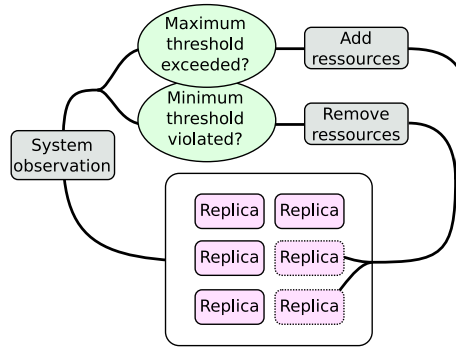 Maximum
threshold
exceeded?
Add
ressources
Minimum
threshold
violated?
Remove
ressources
System
observation
Replica Replica
Replica Replica
Replica Replica